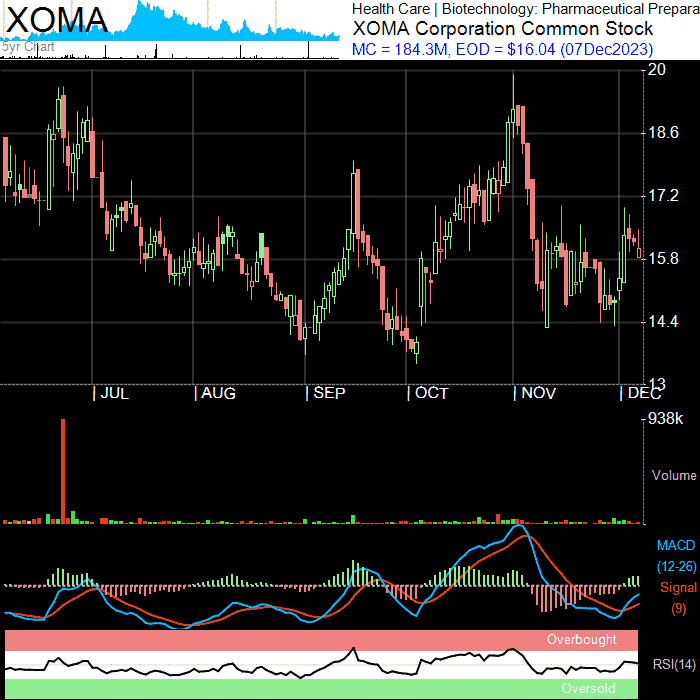 XOMA
5yr Chart
Health Care | Biotechnology: Pharmaceutical Prepara
XOMA Corporation Common Stock
MC = 184.3M, EOD = $16.04 (07Dec2023)
20
18.6
17.2
15.8
14.4
13
| JUL | AUG | SEP | OCT | NOV | DEC
938k
Volume
MACD
(12-26)
Signal
(9)
Overbought
RSI(14)
Oversold